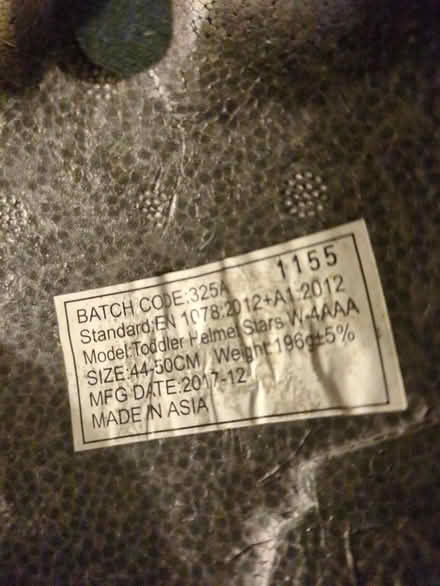 1155
BATCH CODE:325A
Standard:EN 1078:2012+A1:2012
Model:Toddler Helmet Stars W-4AAA
SIZE:44-50CM Weight:196g±5%
MFG DATE:2017-12
MADE IN ASIA